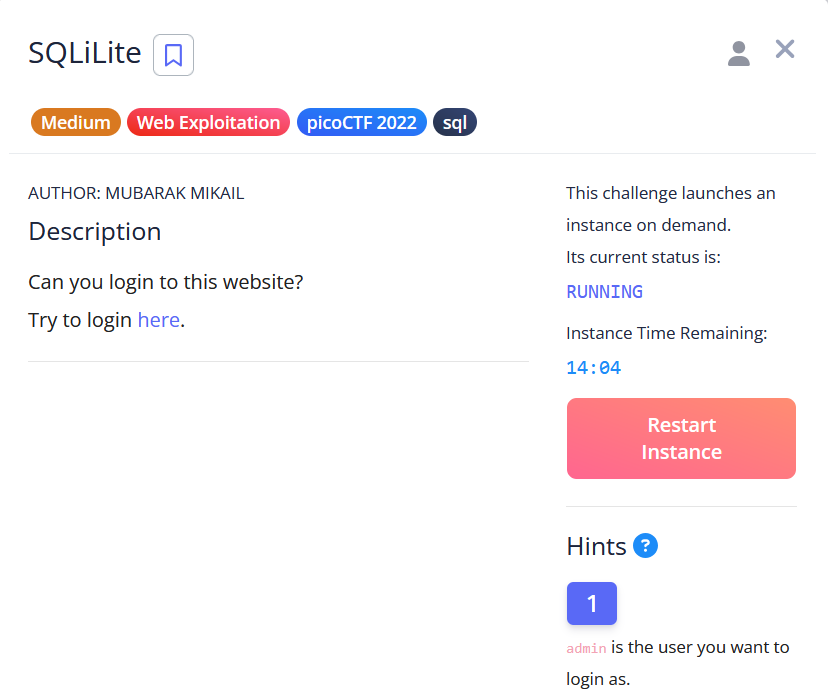 SQLiLite
Medium Web Exploitation picoCTF 2022 sql
AUTHOR: MUBARAK MIKAIL
Description
Can you login to this website?
Try to login here.
This challenge launches an
instance on demand.
Its current status is:
RUNNING
Instance Time Remaining:
14:04
Restart
Instance
Hints ?
1
admin is the user you want to
login as.